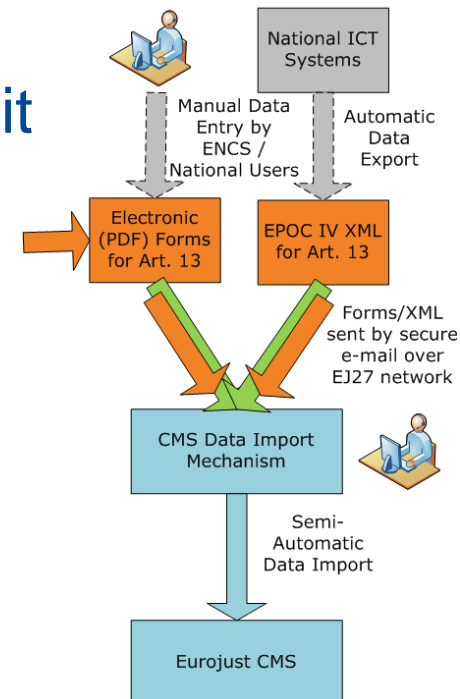 it
National ICT
Systems
Manual Data
Entry by
ENCS /
National Users
Automatic
Data
Export
Electronic
(PDF) Forms
for Art. 13
EPOC IV XML
for Art. 13
Forms/XML
sent by secure
e-mail over
EJ27 network
CMS Data Import
Mechanism
Semi-
Automatic
Data Import
Eurojust CMS